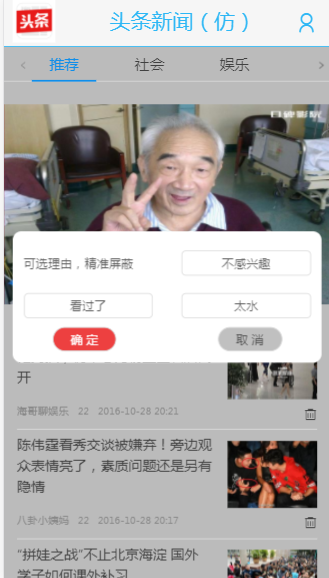 头条
头条新闻（仿）
推荐 社会 娱乐
可选理由，精准屏蔽 不感兴趣
看过了 太水
确定 取消
开
海哥聊娱乐 22 2016-10-28 20:21
陈伟霆看秀交谈被嫌弃！旁边观
众表情亮了，素质问题还是另有
隐情
八卦小姨妈 22 2016-10-28 20:17
“拼娃之战”不止北京海淀 国外
学子如何课外补习